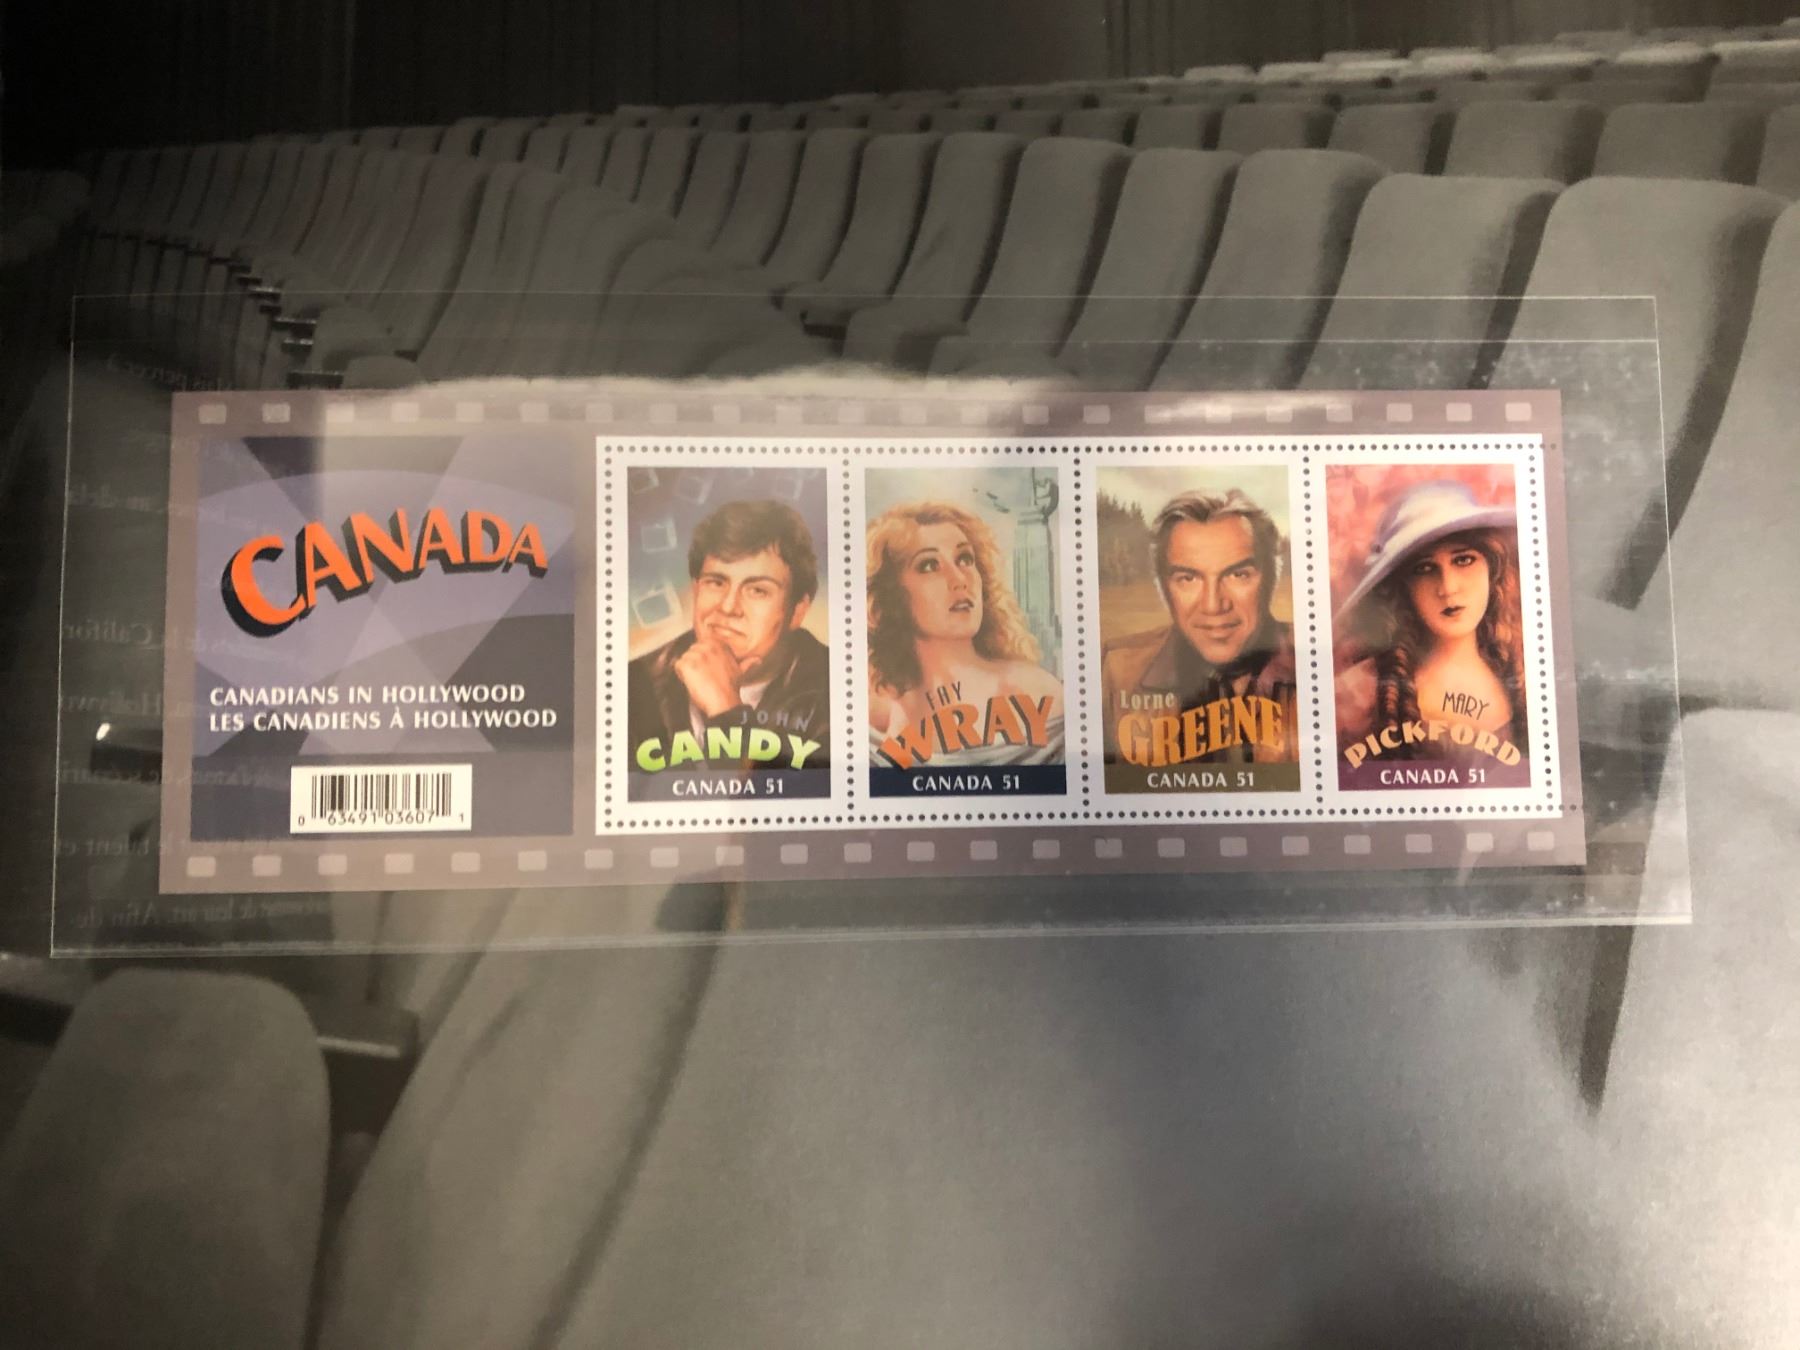 CANADA
CANADIANS IN HOLLYWOOD
LES CANADIENS À HOLLYWOOD
0 63491 03607 1
JOHN
CANDY
CANADA 51
FAY
WRAY
CANADA 51
Lorne
GREENE
CANADA 51
MARY
PICKFORD
CANADA 51